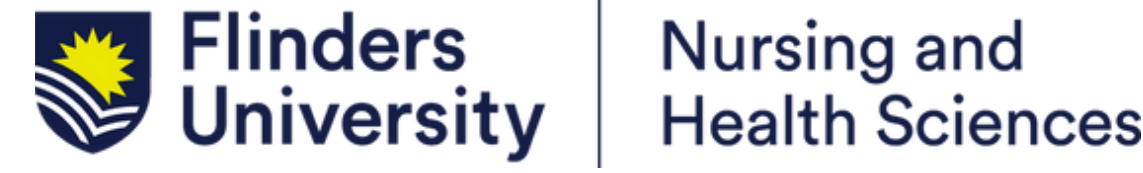 Flinders
University
Nursing and
Health Sciences